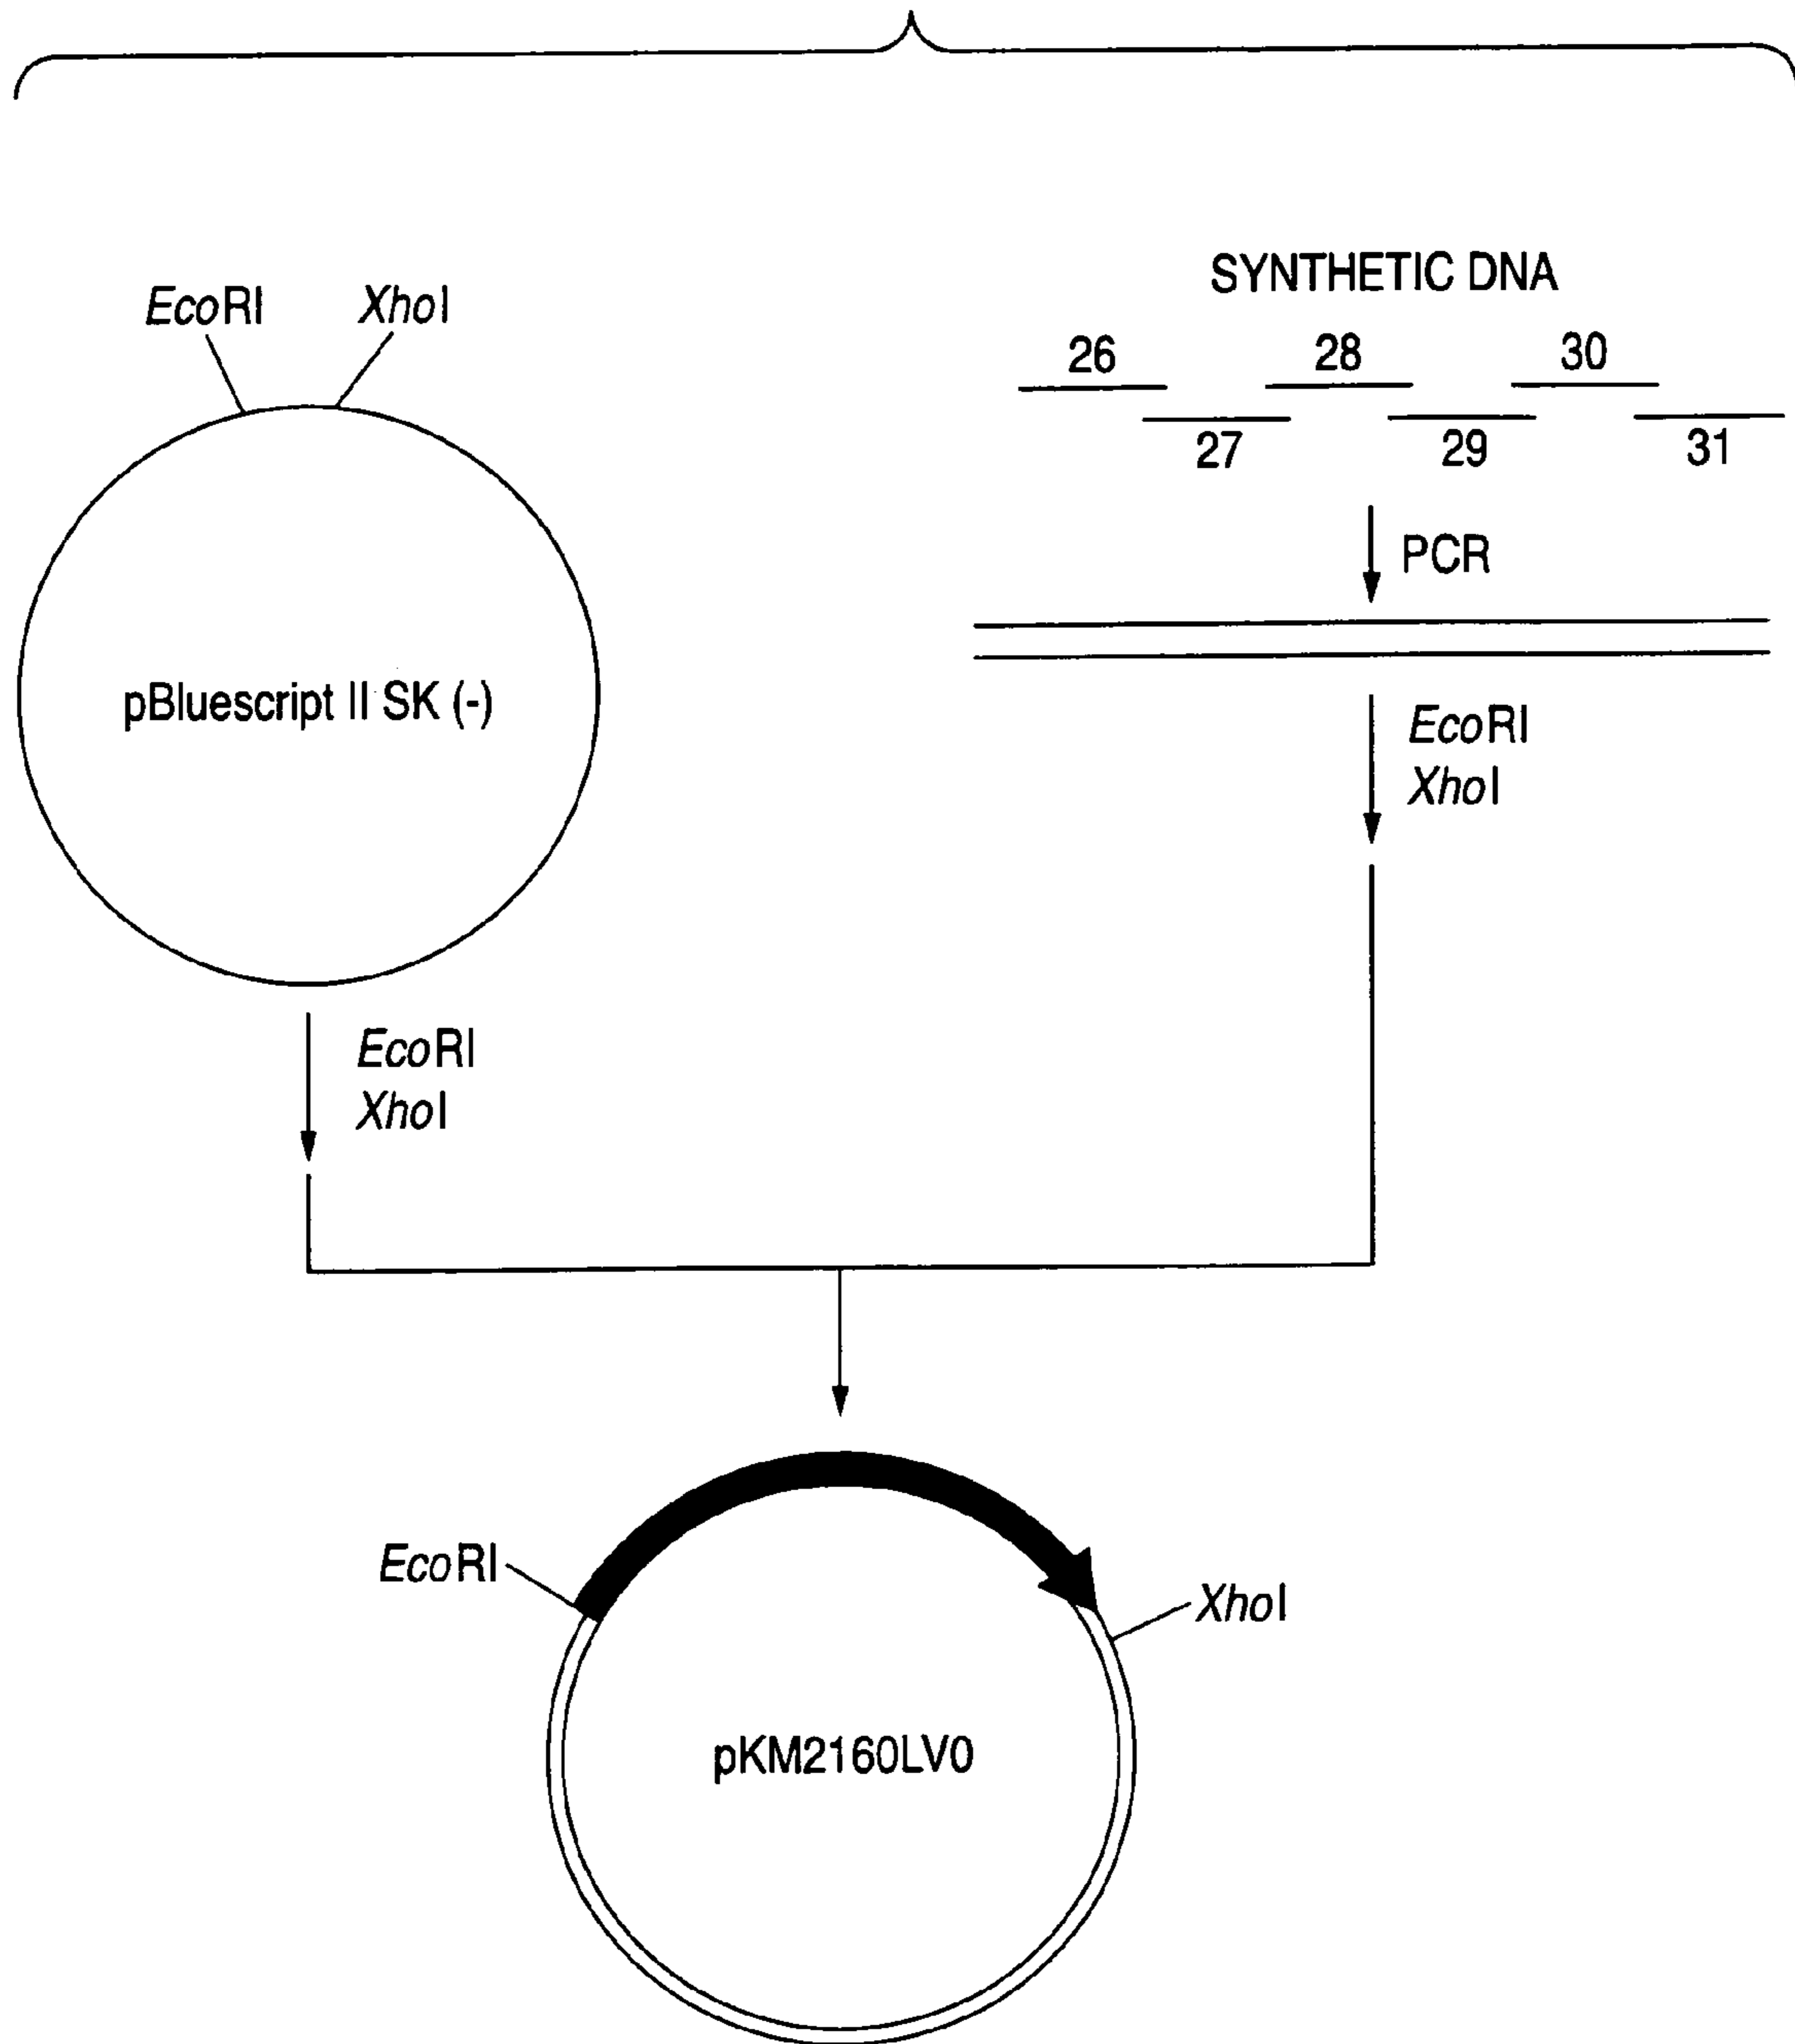 SYNTHETIC DNA
EcoRI XhoI
26 28 30
27 29 31
PCR
pBluescript II SK (-)
EcoRI
XhoI
EcoRI
XhoI
EcoRI
XhoI
pKM2160LV0